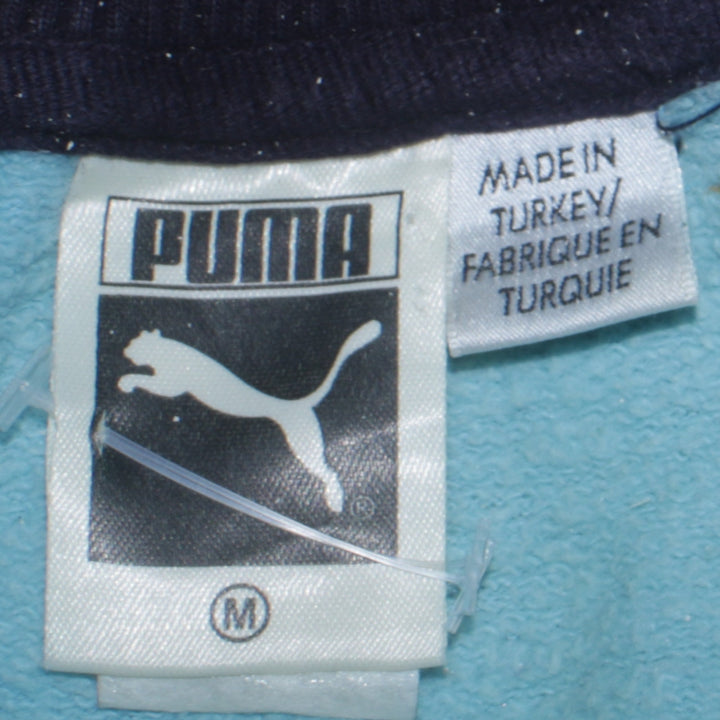 PUMA
®
M
MADE IN
TURKEY/
FABRIQUE EN
TURQUIE